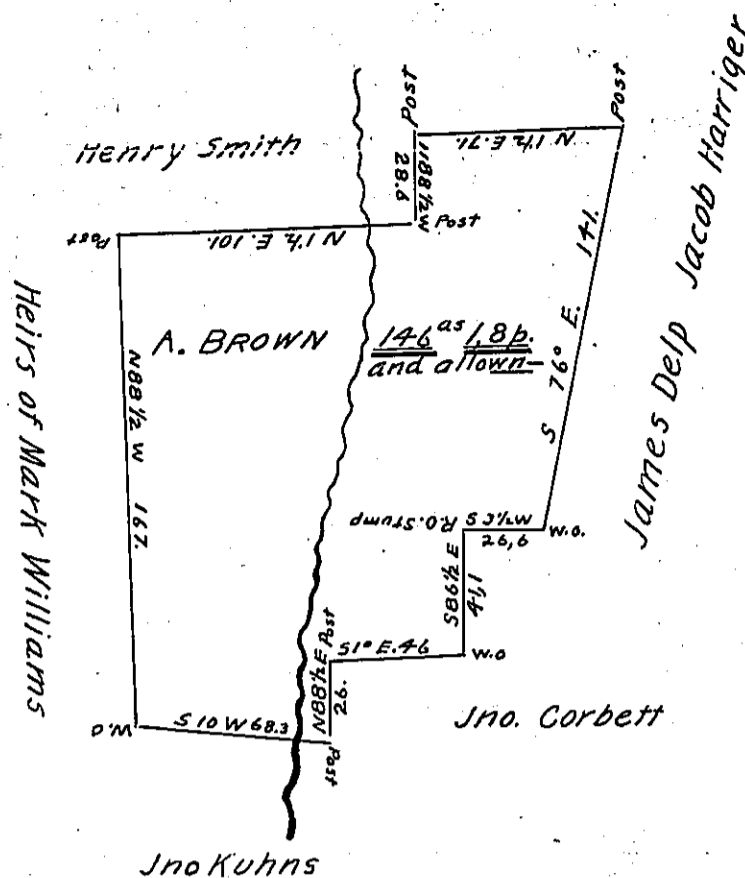 Post
Post
Jacob Harriger
Henry Smith
N 1½ E. 71.
N 88½ W
28.6
Post
Post
N 1½ E. 101.
141.
S 76° E.
A. BROWN
146 as 1,8 p.
and allown-
James Delp
Heirs of Mark Williams
N 88½ W 167.
R.O. Stump
S 3½ W
26,6
W.O.
S 86½ E
41,1
W.O
S 1° E. 46
Post
N 88½ E
26.
W.O
S 10 W 68.3
Post
Jno. Corbett
Jno Kuhns